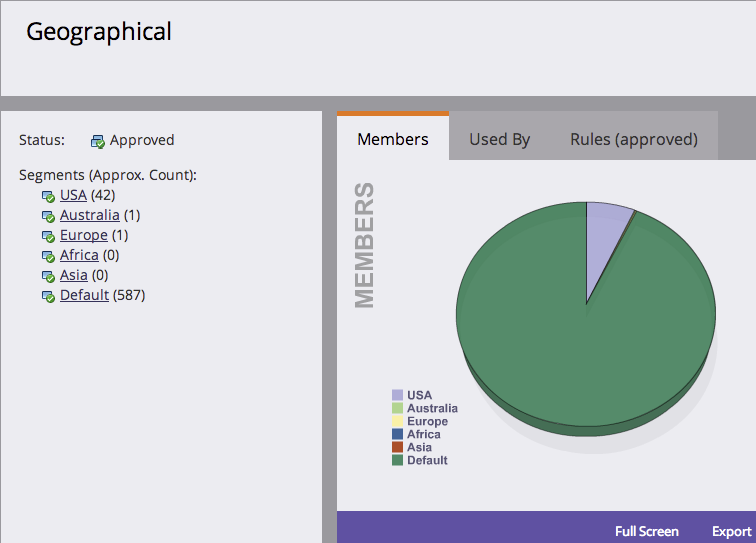 Geographical
Status: Approved
Segments (Approx. Count):
USA (42)
Australia (1)
Europe (1)
Africa (0)
Asia (0)
Default (587)
Members Used By Rules (approved)
MEMBERS
USA
Australia
Europe
Africa
Asia
Default
Full Screen Export